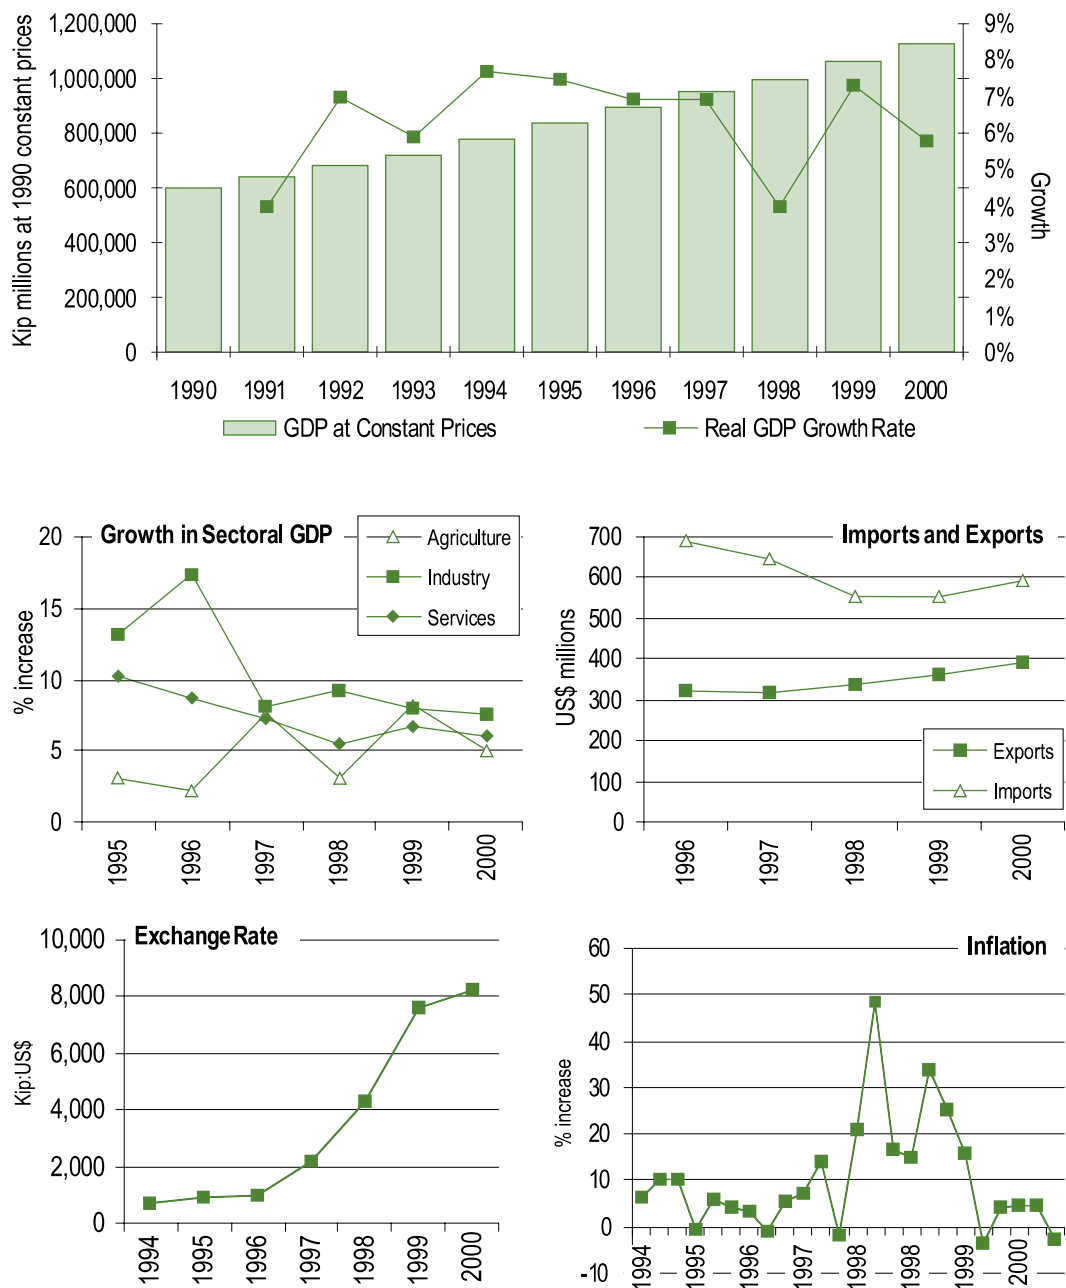 1,200,000
1,000,000
800,000
600,000
400,000
200,000
0
Kip millions at 1990 constant prices
9%
8%
7%
6%
5%
4%
3%
2%
1%
0%
Growth
1990 1991 1992 1993 1994 1995 1996 1997 1998 1999 2000
GDP at Constant Prices Real GDP Growth Rate
Growth in Sectoral GDP
20
15
10
5
0
% increase
Agriculture
Industry
Services
1995 1996 1997 1998 1999 2000
Imports and Exports
700
600
500
400
300
200
100
0
US$ millions
Exports
Imports
1996 1997 1998 1999 2000
Exchange Rate
10,000
8,000
6,000
4,000
2,000
0
Kip:US$
1994 1995 1996 1997 1998 1999 2000
Inflation
60
50
40
30
20
10
0
-10
% increase
1994 1995 1996 1997 1998 1998 1999 2000